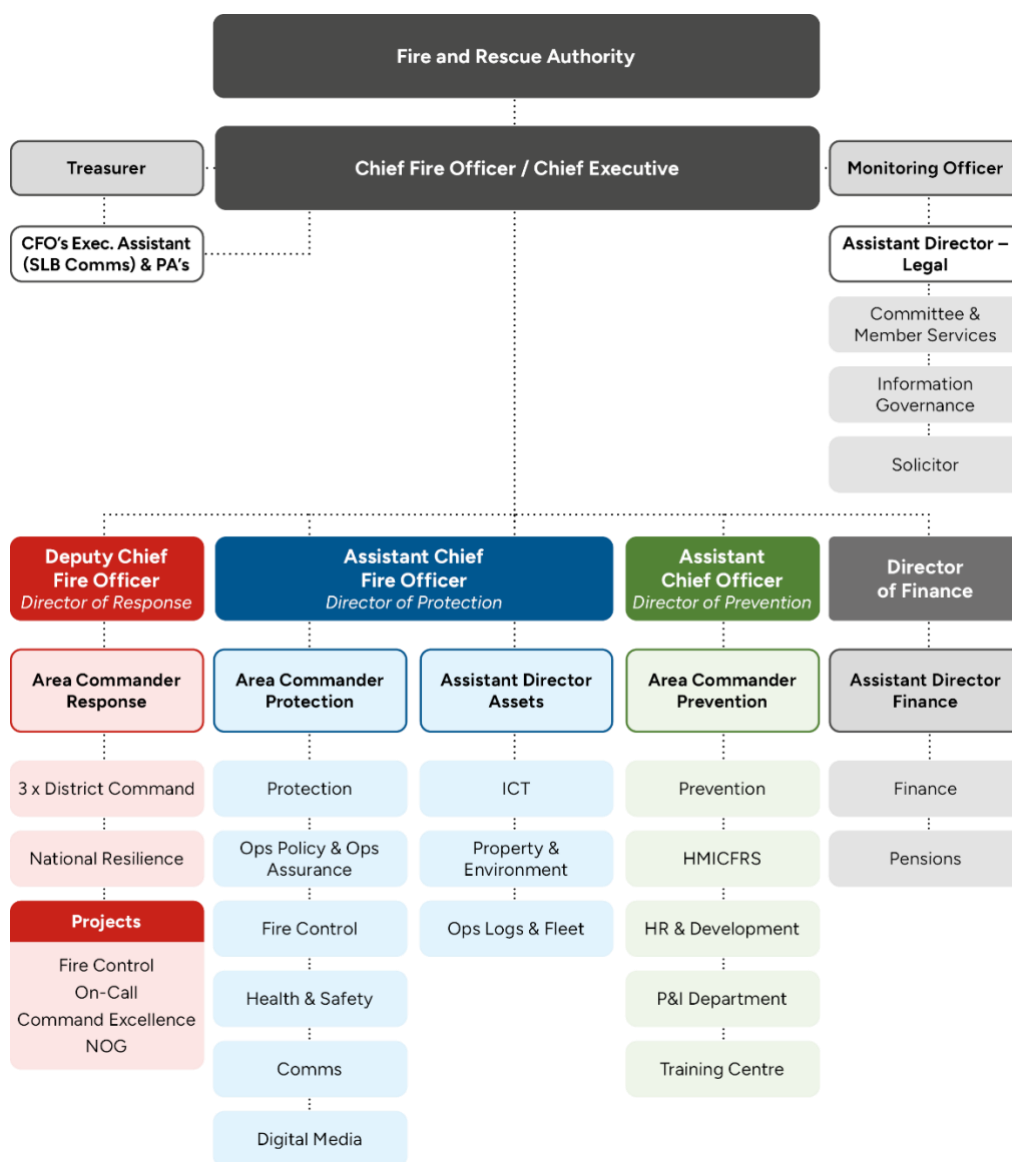 Fire and Rescue Authority
Treasurer
Chief Fire Officer / Chief Executive
Monitoring Officer
CFO’s Exec. Assistant
(SLB Comms) & PA’s
Assistant Director –
Legal
Committee &
Member Services
Information
Governance
Solicitor
Deputy Chief
Fire Officer
Director of Response
Assistant Chief
Fire Officer
Director of Protection
Assistant
Chief Officer
Director of Prevention
Director
of Finance
Area Commander
Response
Area Commander
Protection
Assistant Director
Assets
Area Commander
Prevention
Assistant Director
Finance
3 x District Command
National Resilience
Projects
Fire Control
On-Call
Command Excellence
NOG
Protection
Ops Policy & Ops
Assurance
Fire Control
Health & Safety
Comms
Digital Media
ICT
Property &
Environment
Ops Logs & Fleet
Prevention
HMICFRS
HR & Development
P&I Department
Training Centre
Finance
Pensions